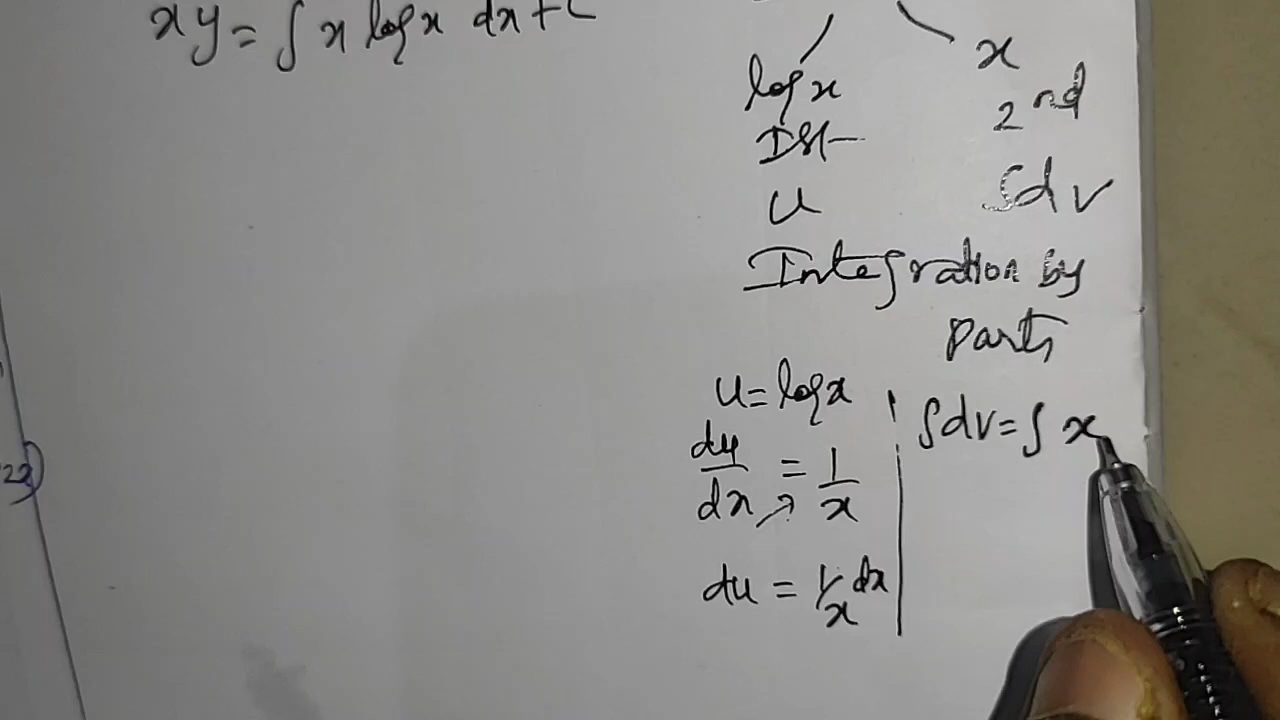 xy = ∫ x log x dx + C
log x x
Ist 2nd
u ∫dv
Integration by
parts
u = log x ∫dv = ∫ x
du/dx = 1/x
du = 1/x dx